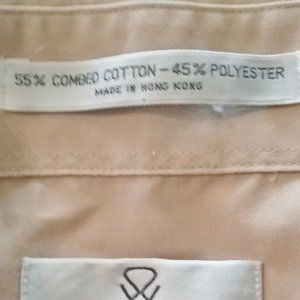 55% COMBED COTTON – 45% POLYESTER
MADE IN HONG KONG